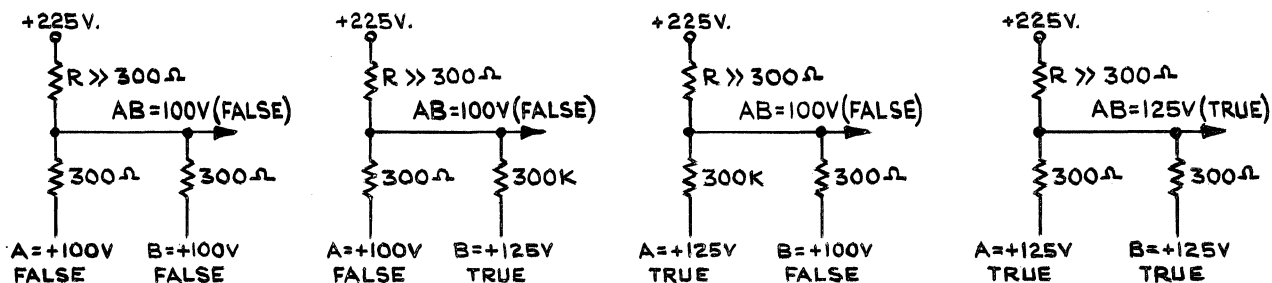 +225V.
R >> 300Ω
AB=100V(FALSE)
300Ω 300Ω
A=+100V B=+100V
FALSE FALSE
+225V.
R >> 300Ω
AB=100V(FALSE)
300Ω 300K
A=+100V B=+125V
FALSE TRUE
+225V.
R >> 300Ω
AB=100V(FALSE)
300K 300Ω
A=+125V B=+100V
TRUE FALSE
+225V.
R >> 300Ω
AB=125V(TRUE)
300Ω 300Ω
A=+125V B=+125V
TRUE TRUE